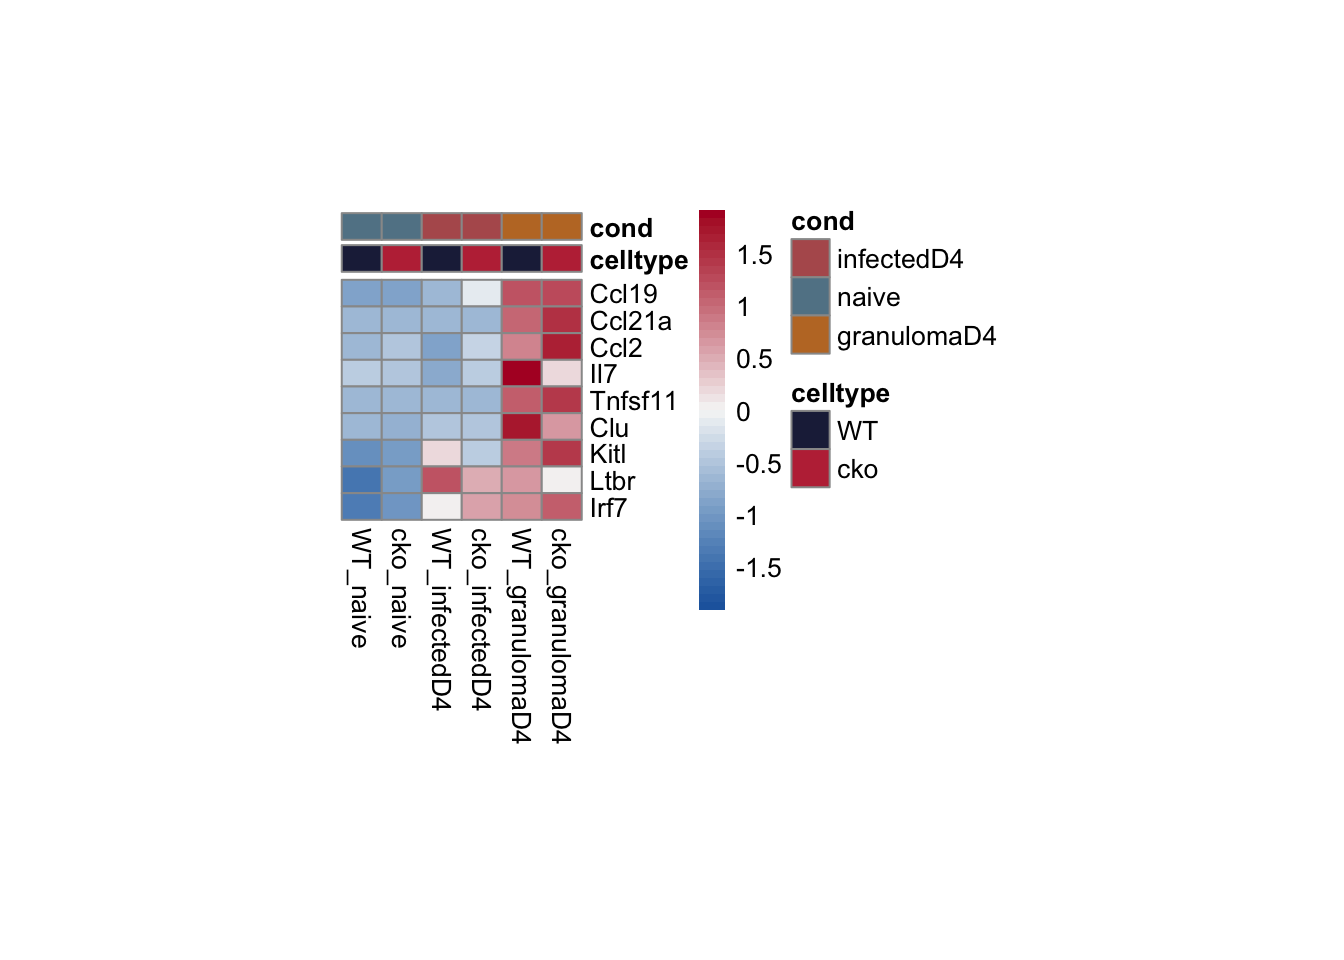 cond
celltype
Ccl19
Ccl21a
Ccl2
Il7
Tnfsf11
Clu
Kitl
Ltbr
Irf7
WT_naive
cko_naive
WT_infectedD4
cko_infectedD4
WT_granulomaD4
cko_granulomaD4
1.5
1
0.5
0
-0.5
-1
-1.5
cond
infectedD4
naive
granulomaD4
celltype
WT
cko